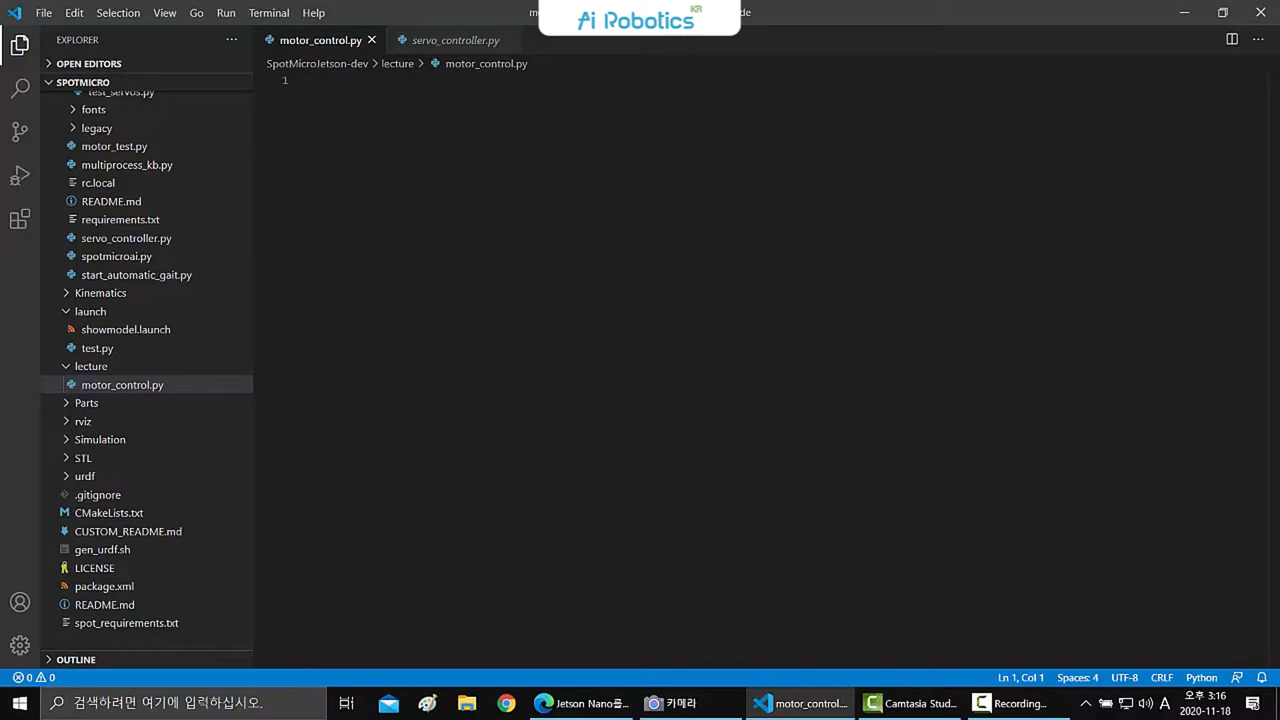 File Edit Selection View Go Run Terminal Help
Ai Robotics KR
EXPLORER
motor_control.py
servo_controller.py
OPEN EDITORS
SpotMicroJetson-dev > lecture > motor_control.py
SPOTMICRO
1
test_servos.py
fonts
legacy
motor_test.py
multiprocess_kb.py
rc.local
README.md
requirements.txt
servo_controller.py
spotmicroai.py
start_automatic_gait.py
Kinematics
launch
showmodel.launch
test.py
lecture
motor_control.py
Parts
rviz
Simulation
STL
urdf
.gitignore
CMakeLists.txt
CUSTOM_README.md
gen_urdf.sh
LICENSE
package.xml
README.md
spot_requirements.txt
OUTLINE
0 0
Ln 1, Col 1 Spaces: 4 UTF-8 CRLF Python
검색하려면 여기에 입력하십시오.
Jetson Nano를...
카메라
motor_control....
Camtasia Stud...
Recording...
A
오후 3:16
2020-11-18